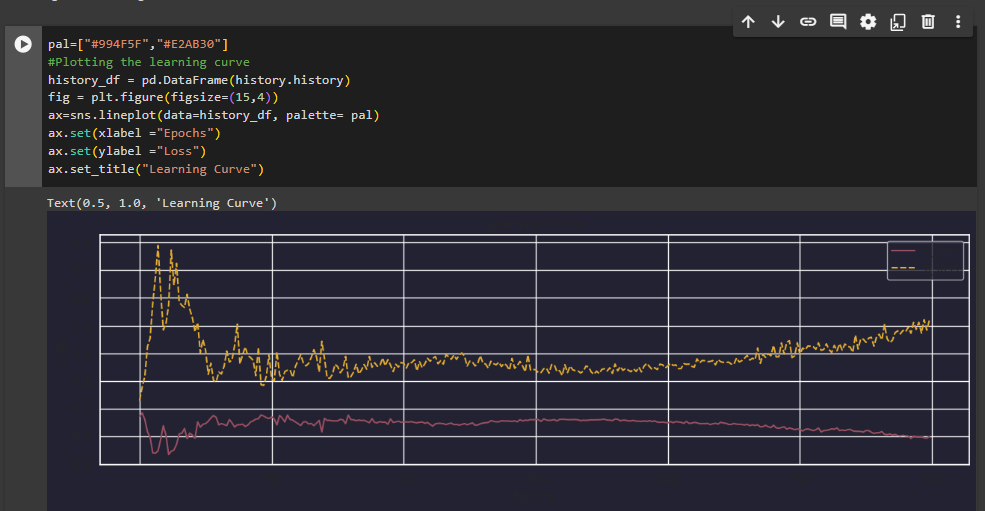 pal=["#994F5F","#E2AB30"]
#Plotting the learning curve
history_df = pd.DataFrame(history.history)
fig = plt.figure(figsize=(15,4))
ax=sns.lineplot(data=history_df, palette= pal)
ax.set(xlabel ="Epochs")
ax.set(ylabel ="Loss")
ax.set_title("Learning Curve")
Text(0.5, 1.0, 'Learning Curve')